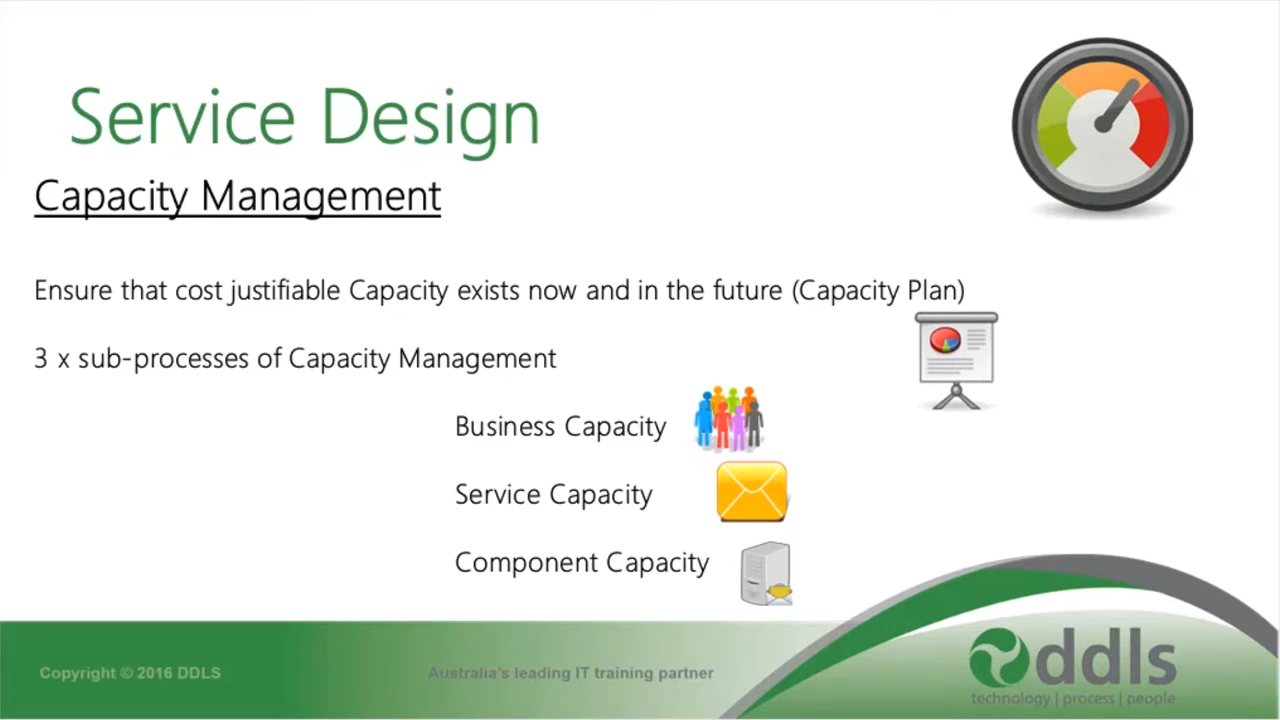 Service Design
Capacity Management
Ensure that cost justifiable Capacity exists now and in the future (Capacity Plan)
3 x sub-processes of Capacity Management
Business Capacity
Service Capacity
Component Capacity
Copyright © 2016 DDLS
Australia's leading IT training partner
ddls
technology | process | people